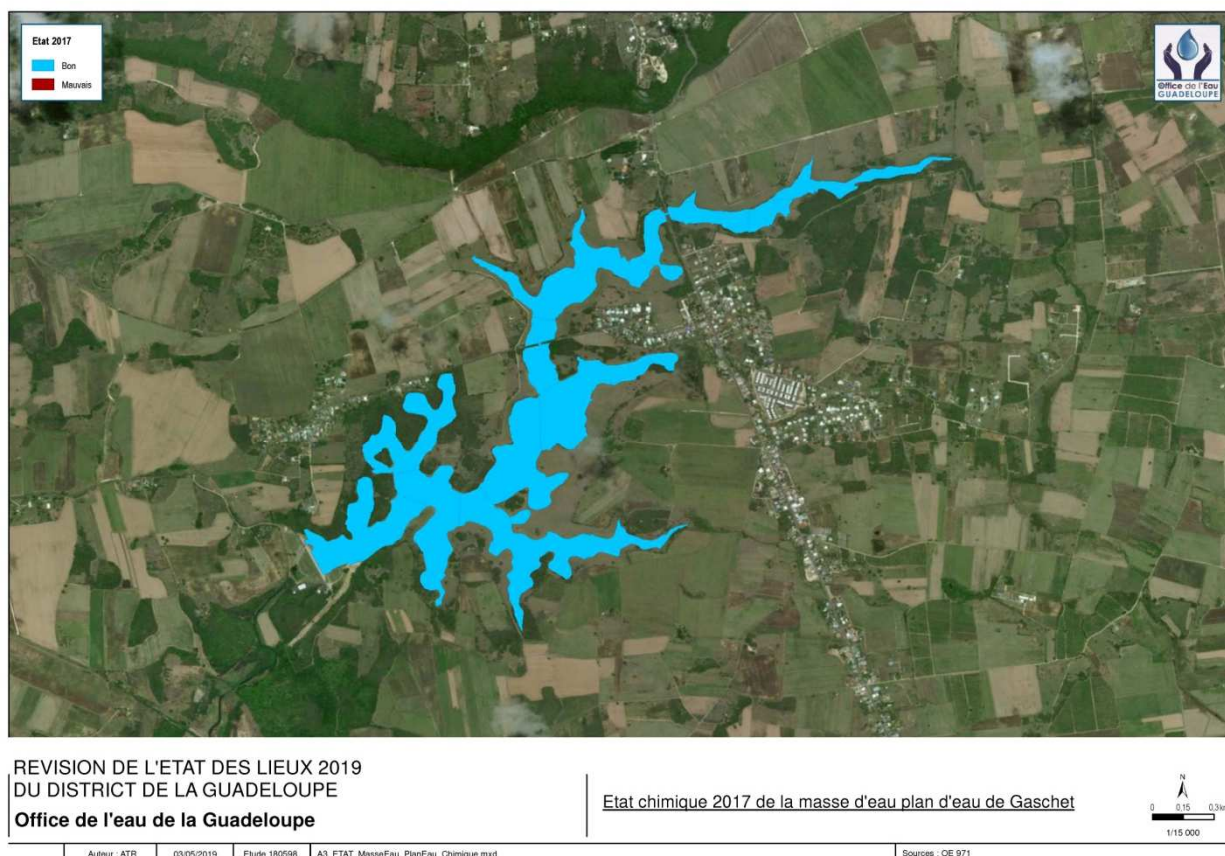 Etat 2017
Bon
Mauvais
Office de l'Eau
GUADELOUPE
REVISION DE L'ETAT DES LIEUX 2019
DU DISTRICT DE LA GUADELOUPE
Office de l'eau de la Guadeloupe
Etat chimique 2017 de la masse d'eau plan d'eau de Gaschet
N
0 0,15 0,3km
1/15 000
Auteur : ATR 03/05/2019 Etude 180598 A3_ETAT_MasseEau_PlanEau_Chimique.mxd Sources : OE 971